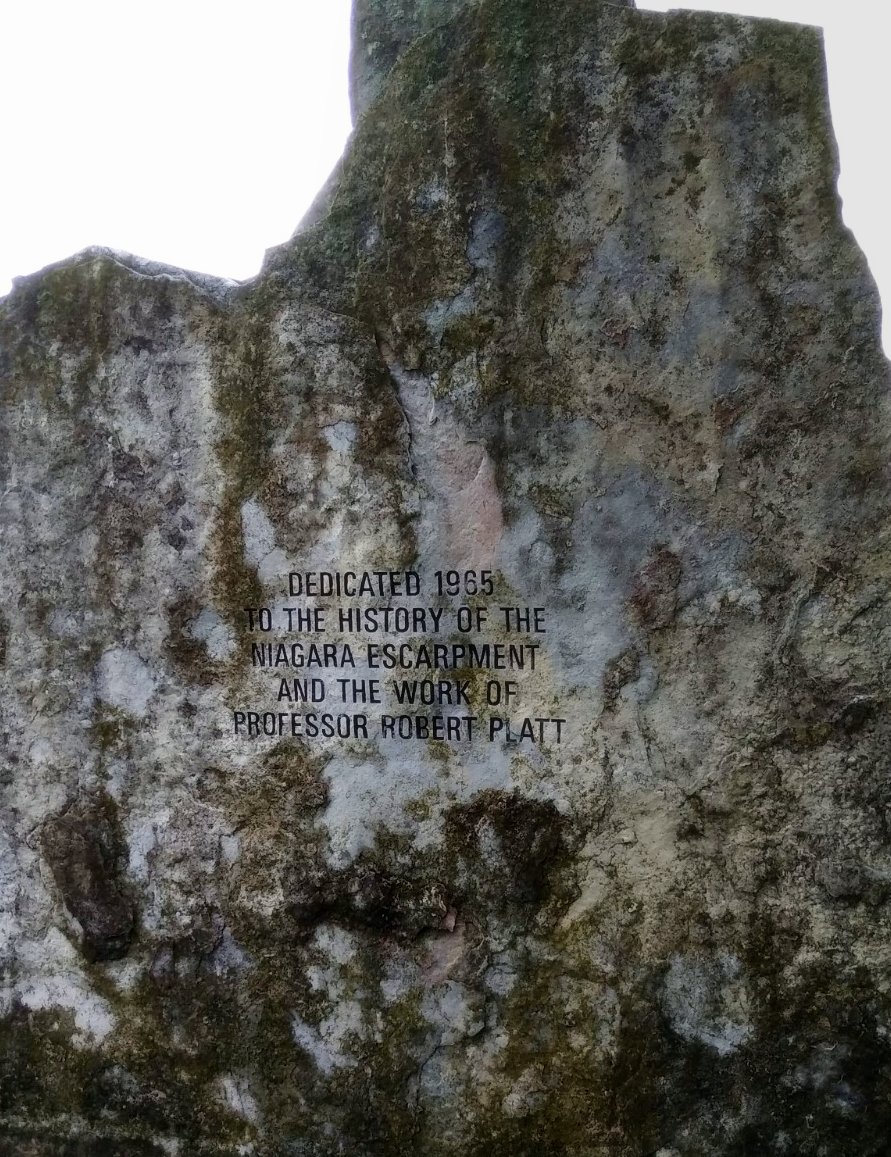 DEDICATED 1965
TO THE HISTORY OF THE
NIAGARA ESCARPMENT
AND THE WORK OF
PROFESSOR ROBERT PLATT